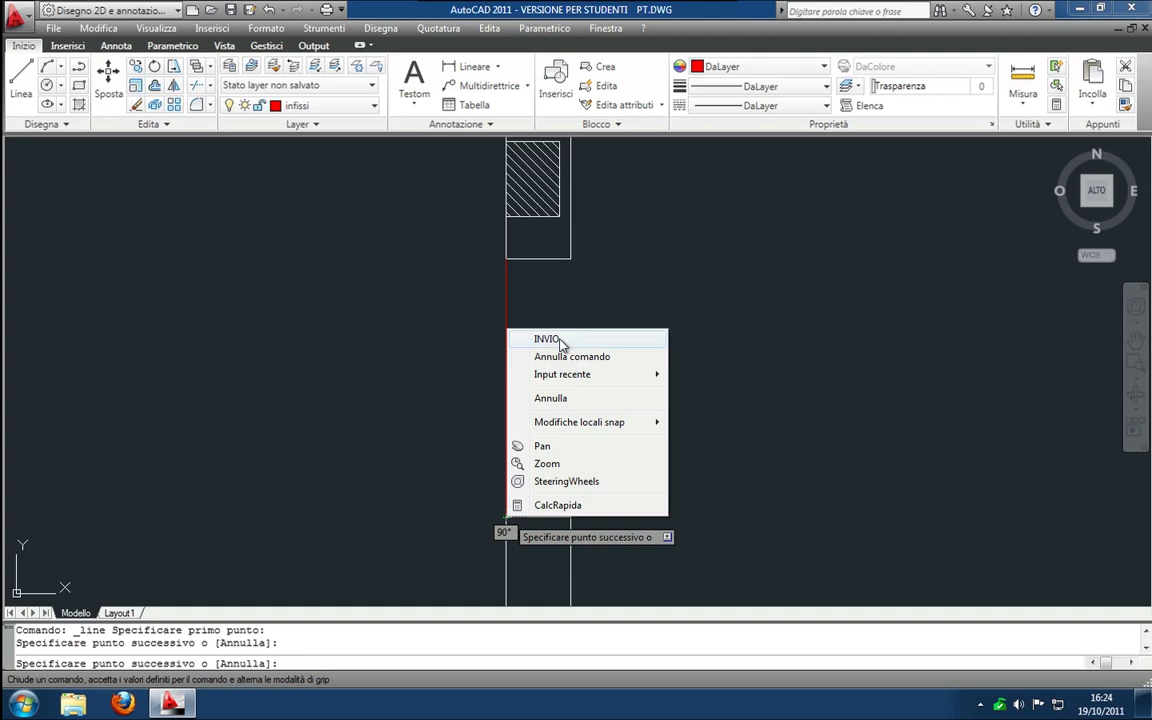 Disegno 2D e annotazio...
AutoCAD 2011 - VERSIONE PER STUDENTI PT.DWG
Digitare parola chiave o frase
File Modifica Visualizza Inserisci Formato Strumenti Disegna Quotatura Edita Parametrico Finestra ?
Inizio Inserisci Annota Parametrico Vista Gestisci Output
Linea
Sposta
Stato layer non salvato
infissi
Testom
Lineare
Multidirettrice
Tabella
Inserisci
Crea
Edita
Edita attributi
DaLayer
DaLayer
DaLayer
DaColore
Trasparenza 0
Elenca
Misura
Incolla
Disegna Edita Layer Annotazione Blocco Proprietà Utilità Appunti
N
O ALTO E
S
WCS
INVIO
Annulla comando
Input recente
Annulla
Modifiche locali snap
Pan
Zoom
SteeringWheels
CalcRapida
90° Specificare punto successivo o
Y
X
Modello Layout1
Comando: _line Specificare primo punto:
Specificare punto successivo o [Annulla]:
Specificare punto successivo o [Annulla]:
Chiude un comando, accetta i valori definiti per il comando e alterna le modalità di grip
16:24
19/10/2011